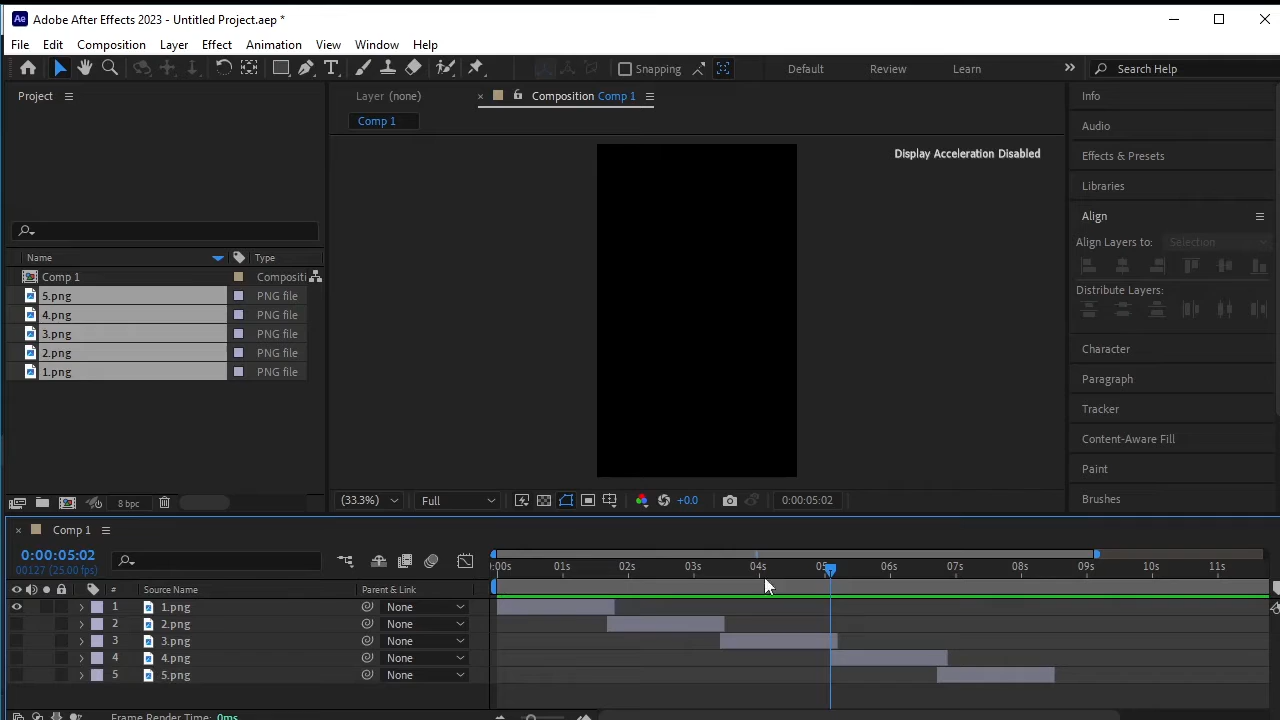 Ae Adobe After Effects 2023 - Untitled Project.aep *
File Edit Composition Layer Effect Animation View Window Help
Snapping Default Review Learn Search Help
Project
Layer (none)
Composition Comp 1
Comp 1
Display Acceleration Disabled
Info
Audio
Effects & Presets
Libraries
Align
Align Layers to: Selection
Distribute Layers:
Character
Paragraph
Tracker
Content-Aware Fill
Paint
Brushes
Name Type
Comp 1 Compositi
5.png PNG file
4.png PNG file
3.png PNG file
2.png PNG file
1.png PNG file
8 bpc
(33.3%) Full +0.0 0:00:05:02
Comp 1
0:00:05:02
00127 (25.00 fps)
:00s 01s 02s 03s 04s 05 06s 07s 08s 09s 10s 11s
# Source Name Parent & Link
1 1.png None
2 2.png None
3 3.png None
4 4.png None
5 5.png None
Frame Render Time: 0ms